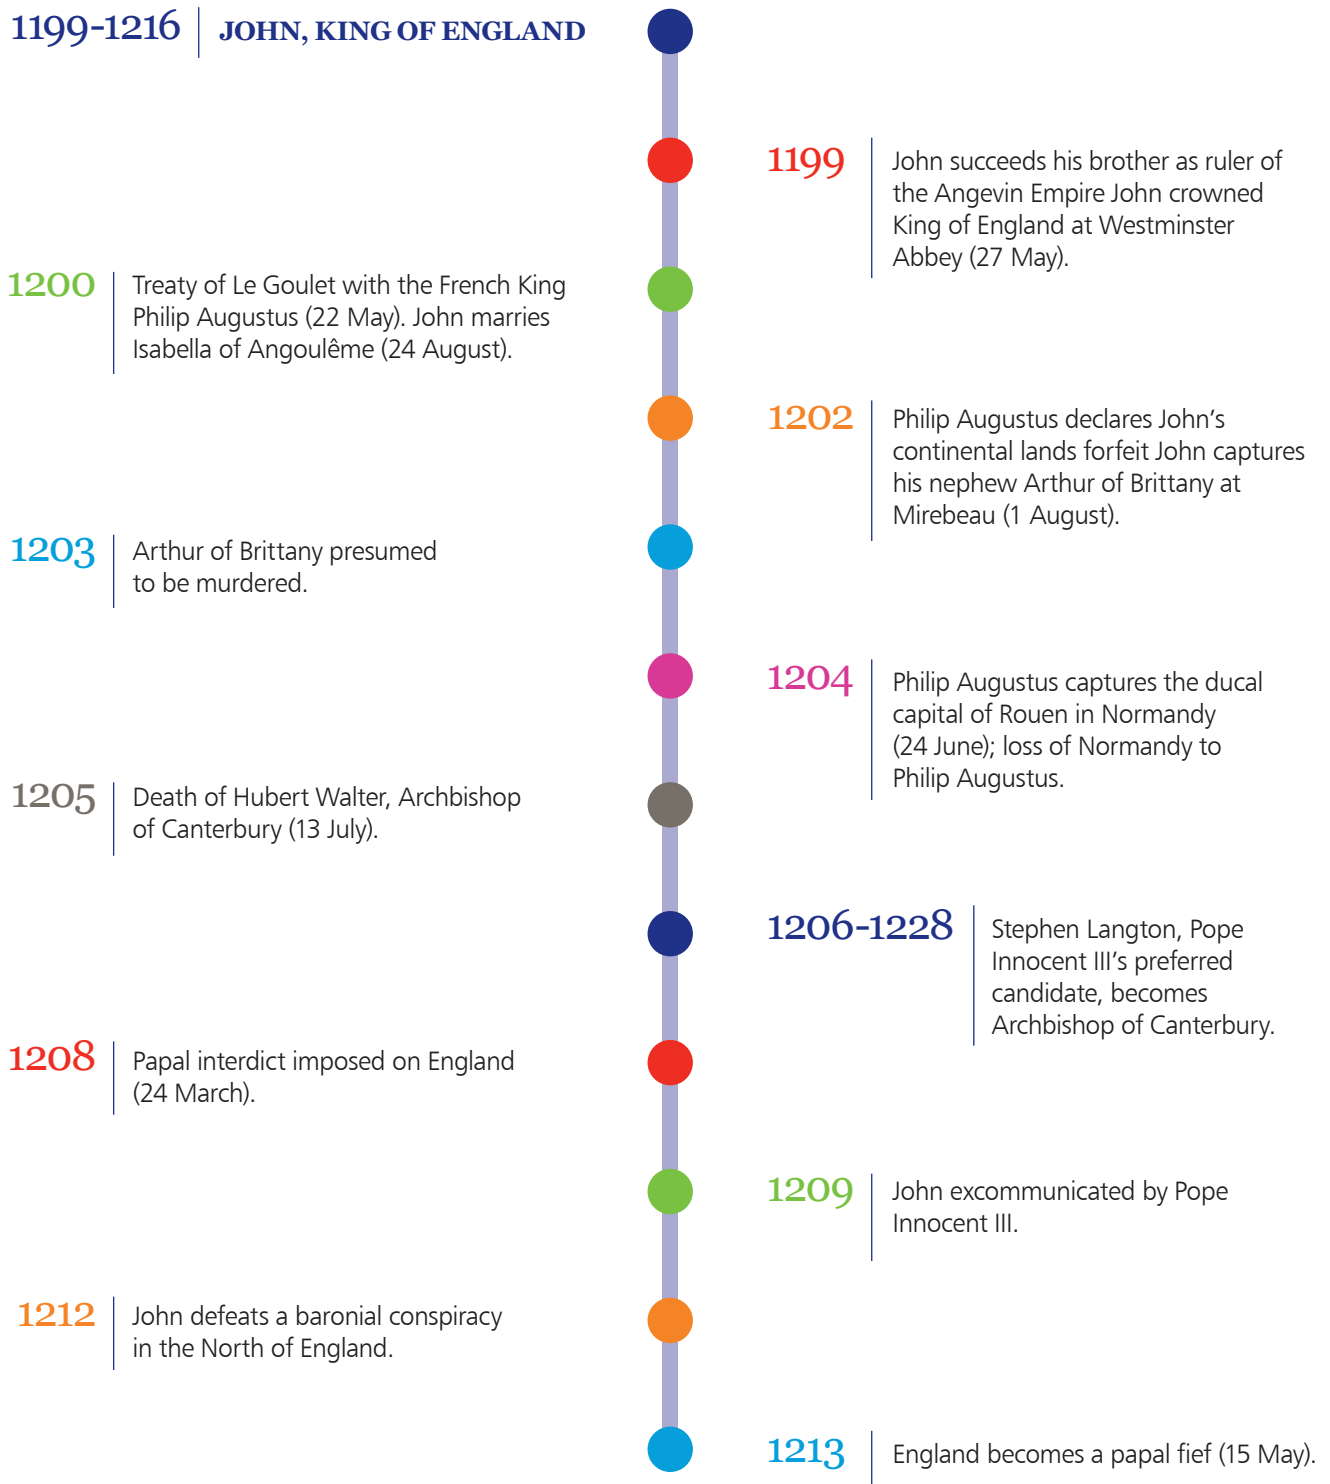 1199-1216 JOHN, KING OF ENGLAND
1199
John succeeds his brother as ruler of
the Angevin Empire John crowned
King of England at Westminster
Abbey (27 May).
1200
Treaty of Le Goulet with the French King
Philip Augustus (22 May). John marries
Isabella of Angoulême (24 August).
1202
Philip Augustus declares John’s
continental lands forfeit John captures
his nephew Arthur of Brittany at
Mirebeau (1 August).
1203
Arthur of Brittany presumed
to be murdered.
1204
Philip Augustus captures the ducal
capital of Rouen in Normandy
(24 June); loss of Normandy to
Philip Augustus.
1205
Death of Hubert Walter, Archbishop
of Canterbury (13 July).
1206-1228
Stephen Langton, Pope
Innocent III’s preferred
candidate, becomes
Archbishop of Canterbury.
1208
Papal interdict imposed on England
(24 March).
1209
John excommunicated by Pope
Innocent III.
1212
John defeats a baronial conspiracy
in the North of England.
1213
England becomes a papal fief (15 May).